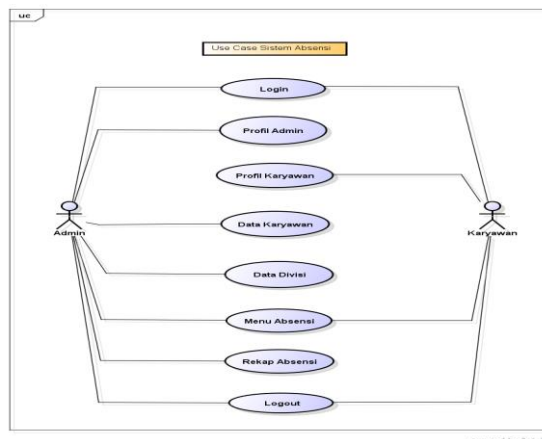 uc
Use Case Sistem Absensi
Login
Profil Admin
Profil Karyawan
Admin
Data Karyawan
Karyawan
Data Divisi
Menu Absensi
Rekap Absensi
Logout